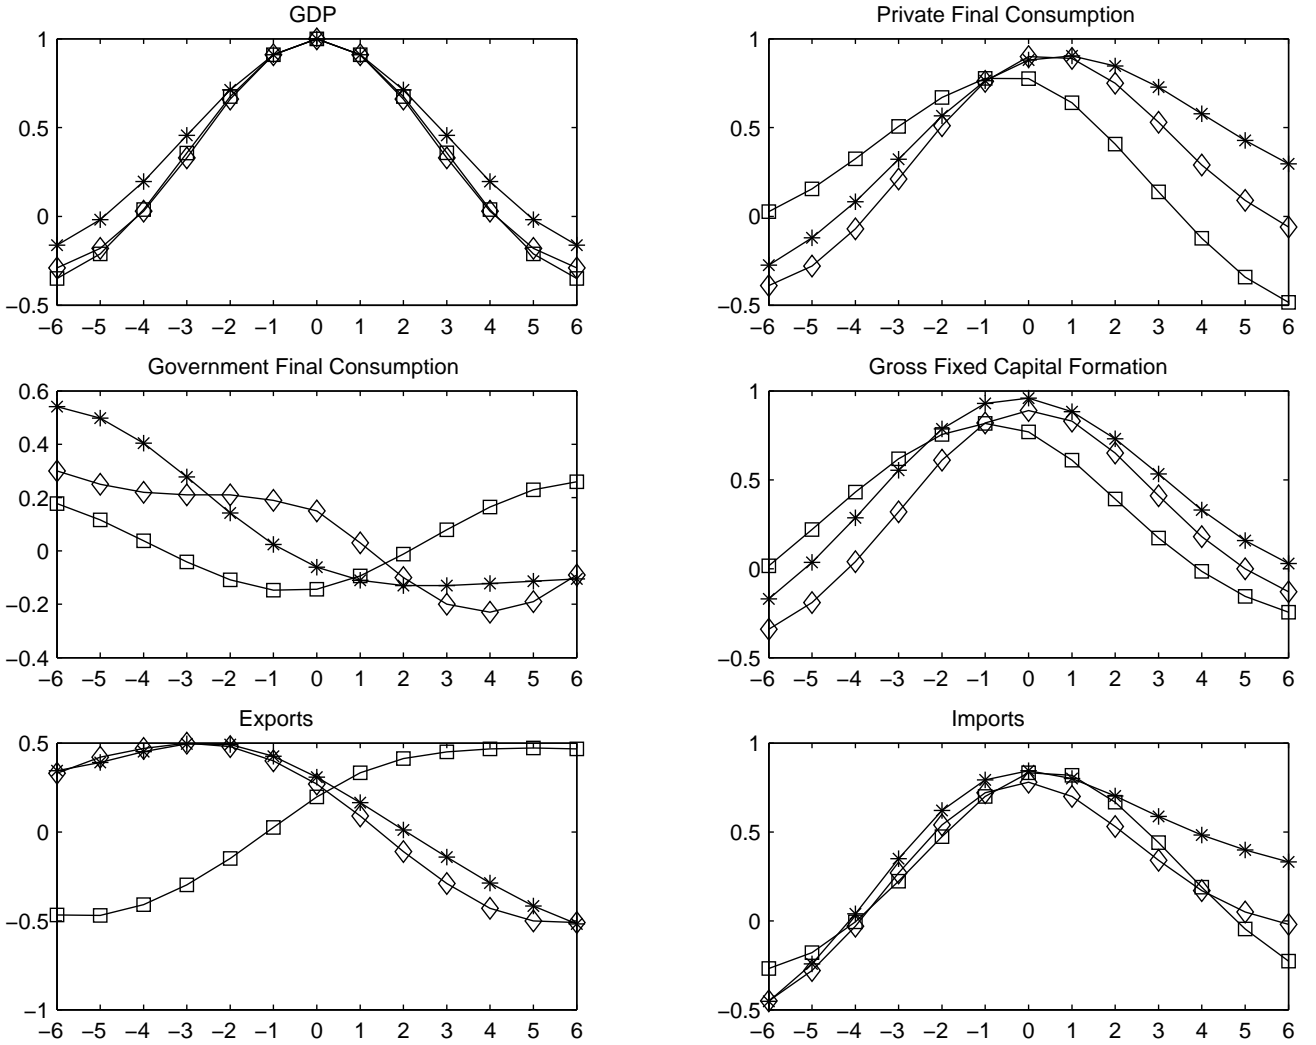 GDP
1
0.5
0
−0.5
−6 −5 −4 −3 −2 −1 0 1 2 3 4 5 6
Private Final Consumption
1
0.5
0
−0.5
−6 −5 −4 −3 −2 −1 0 1 2 3 4 5 6
Government Final Consumption
0.6
0.4
0.2
0
−0.2
−0.4
−6 −5 −4 −3 −2 −1 0 1 2 3 4 5 6
Gross Fixed Capital Formation
1
0.5
0
−0.5
−6 −5 −4 −3 −2 −1 0 1 2 3 4 5 6
Exports
0.5
0
−0.5
−1
−6 −5 −4 −3 −2 −1 0 1 2 3 4 5 6
Imports
1
0.5
0
−0.5
−6 −5 −4 −3 −2 −1 0 1 2 3 4 5 6